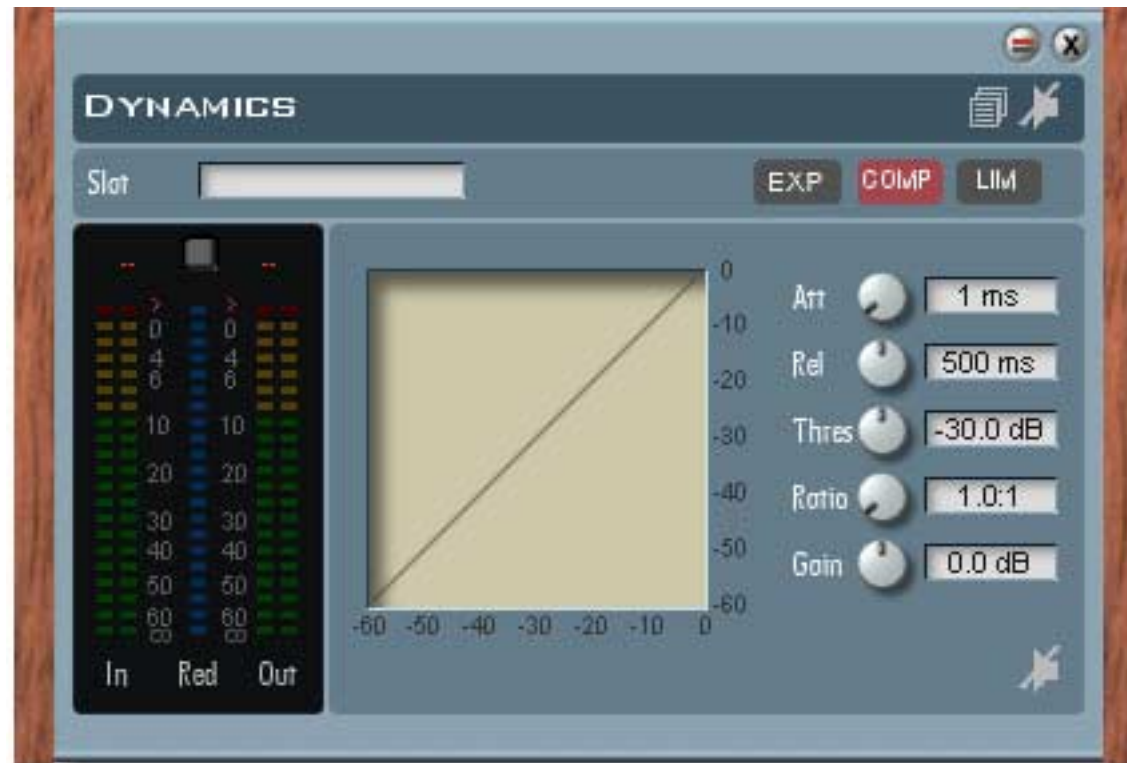 X
DYNAMICS
Slot
EXP COMP LIM
-- --
> >
0 0
4 4
6 6
10 10
20 20
30 30
40 40
50 50
60 60
∞ ∞
In Red Out
0
-10
-20
-30
-40
-50
-60
-60 -50 -40 -30 -20 -10 0
Att 1 ms
Rel 500 ms
Thres -30.0 dB
Ratio 1.0:1
Gain 0.0 dB